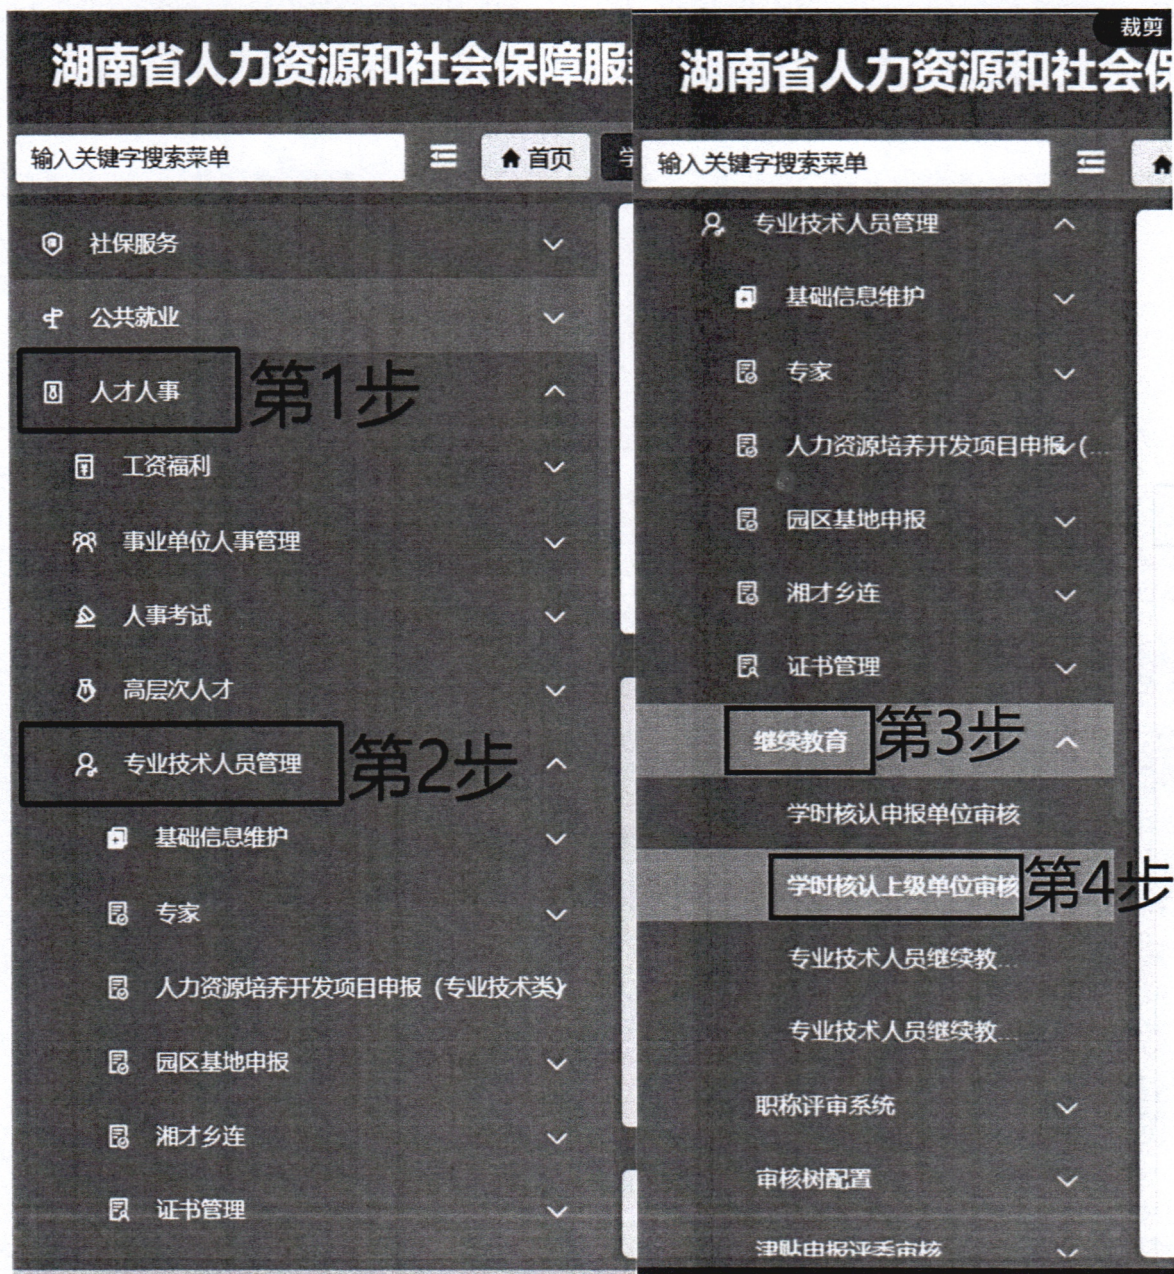 湖南省人力资源和社会保障服
输入关键字搜索菜单
首页
社保服务
公共就业
人才人事
第1步
工资福利
事业单位人事管理
人事考试
高层次人才
专业技术人员管理
第2步
基础信息维护
专家
人力资源培养开发项目申报（专业技术类）
园区基地申报
湘才乡连
证书管理
裁剪
湖南省人力资源和社会保
输入关键字搜索菜单
专业技术人员管理
基础信息维护
专家
人力资源培养开发项目申报（...
园区基地申报
湘才乡连
证书管理
继续教育
第3步
学时核认申报单位审核
学时核认上级单位审核
第4步
专业技术人员继续教...
专业技术人员继续教...
职称评审系统
审核树配置
津贴申报评委审核